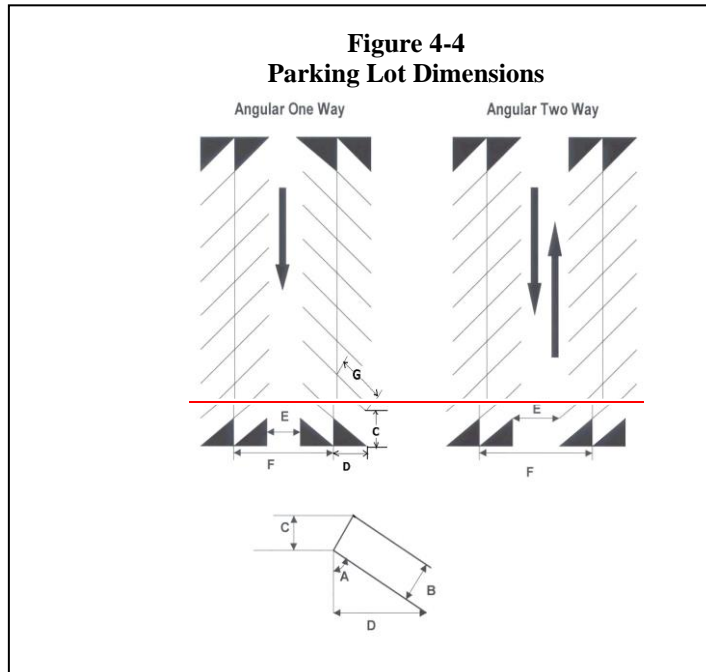 Figure 4-4
Parking Lot Dimensions
Angular One Way
Angular Two Way
G
E
C
F
D
E
F
C
A
B
D